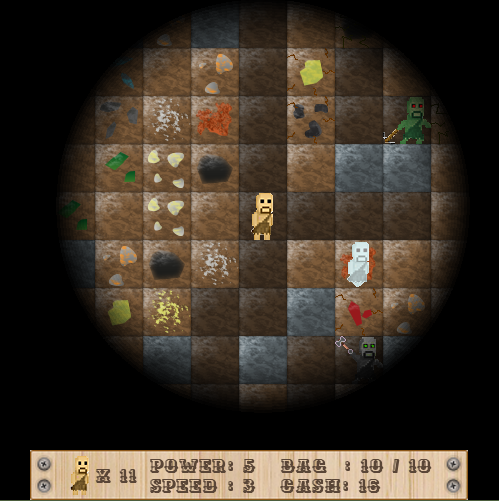 POWER: 5 BAG : 10 / 10
X 11
SPEED : 3 CASH: 16